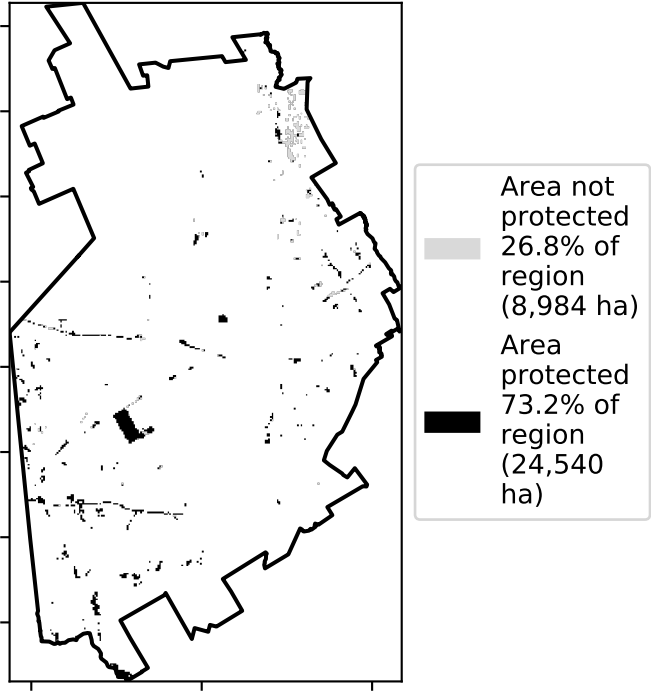 Area not
protected
26.8% of
region
(8,984 ha)
Area
protected
73.2% of
region
(24,540
ha)